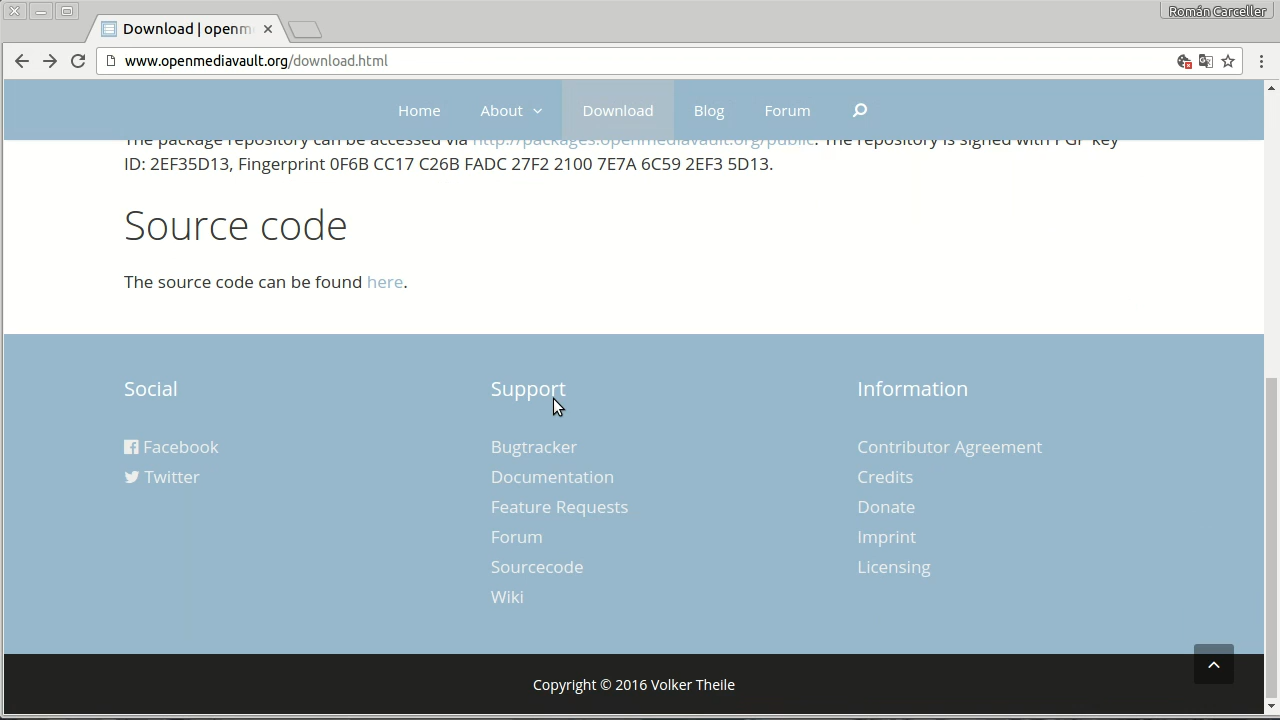 Román Carceller
Download | openm
www.openmediavault.org/download.html
Home About Download Blog Forum
The package repository can be accessed via http://packages.openmediavault.org/public. The repository is signed with PGP key
ID: 2EF35D13, Fingerprint 0F6B CC17 C26B FADC 27F2 2100 7E7A 6C59 2EF3 5D13.
Source code
The source code can be found here.
Social
Facebook
Twitter
Support
Bugtracker
Documentation
Feature Requests
Forum
Sourcecode
Wiki
Information
Contributor Agreement
Credits
Donate
Imprint
Licensing
Copyright © 2016 Volker Theile